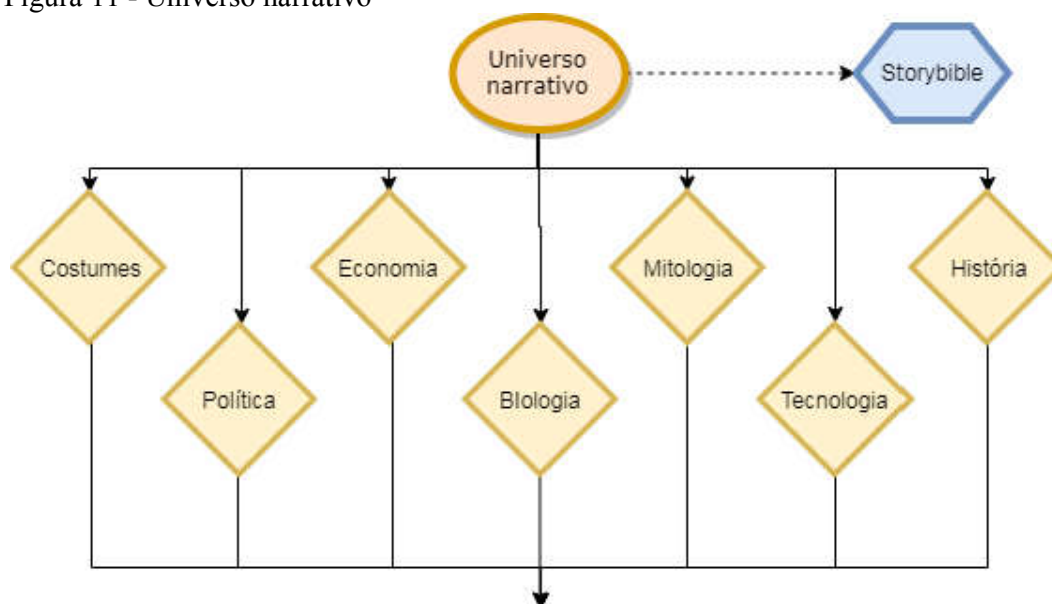 Figura 11 - Universo narrativo
Universo
narrativo
Storybible
Costumes
Economia
Mitologia
História
Política
BIologia
Tecnologia